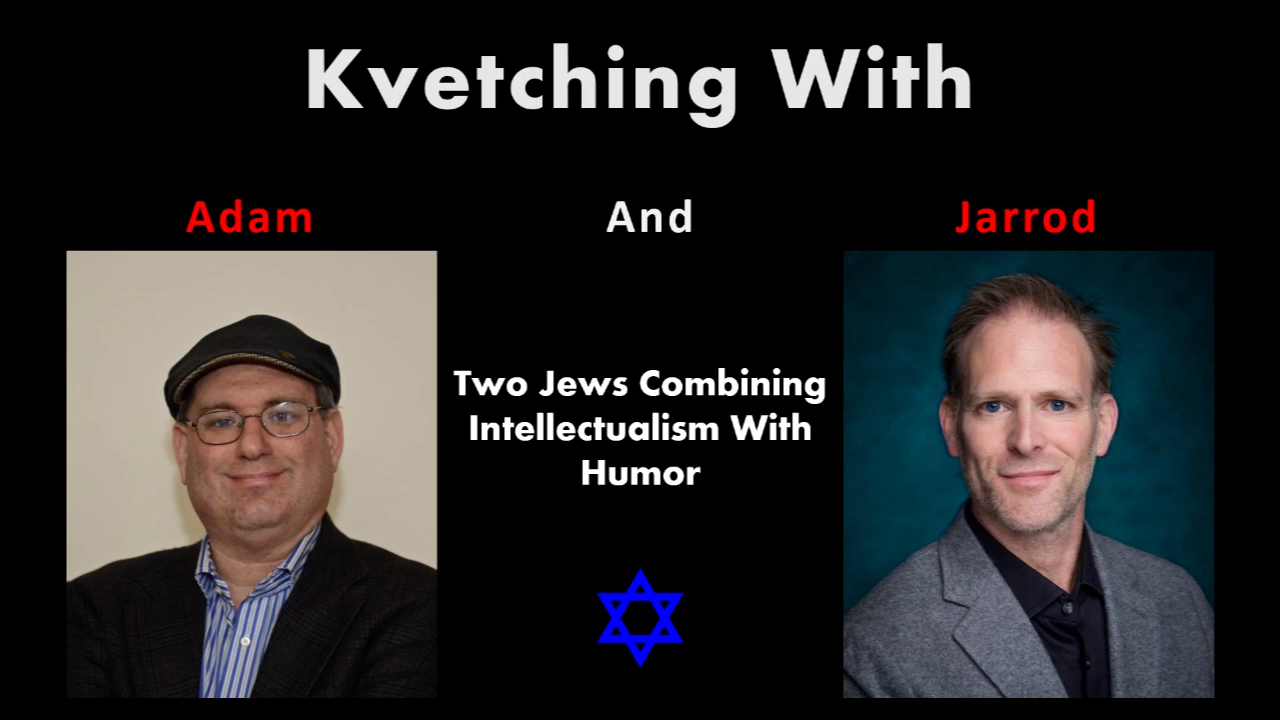 Kvetching With
Adam And Jarrod
Two Jews Combining
Intellectualism With
Humor